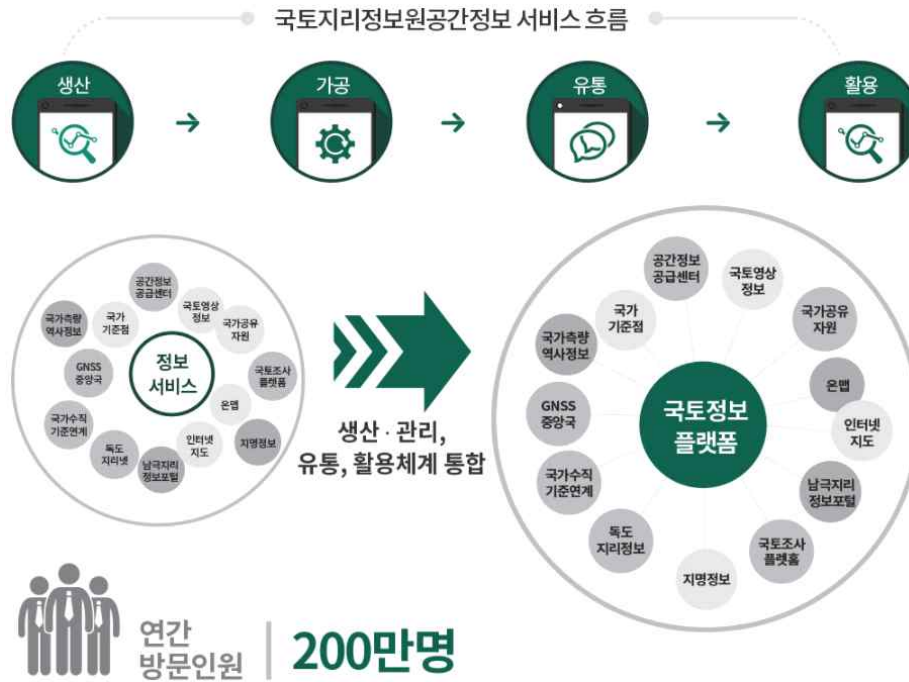 국토지리정보원공간정보 서비스 흐름
생산
가공
유통
활용
공간정보
공급센터
국토영상
정보
국가공유
자원
국토조사
플렛폼
온맵
지명정보
인터넷
지도
남극지리
정보포털
독도
지리넷
국가수직
기준연계
GNSS
중앙국
국가측량
역사정보
국가
기준점
정보
서비스
생산 · 관리,
유통, 활용체계 통합
공간정보
공급센터
국토영상
정보
국가공유
자원
온맵
인터넷
지도
남극지리
정보포털
국토조사
플렛홈
지명정보
독도
지리정보
국가수직
기준연계
GNSS
중앙국
국가측량
역사정보
국가
기준점
국토정보
플랫폼
연간
방문인원
200만명